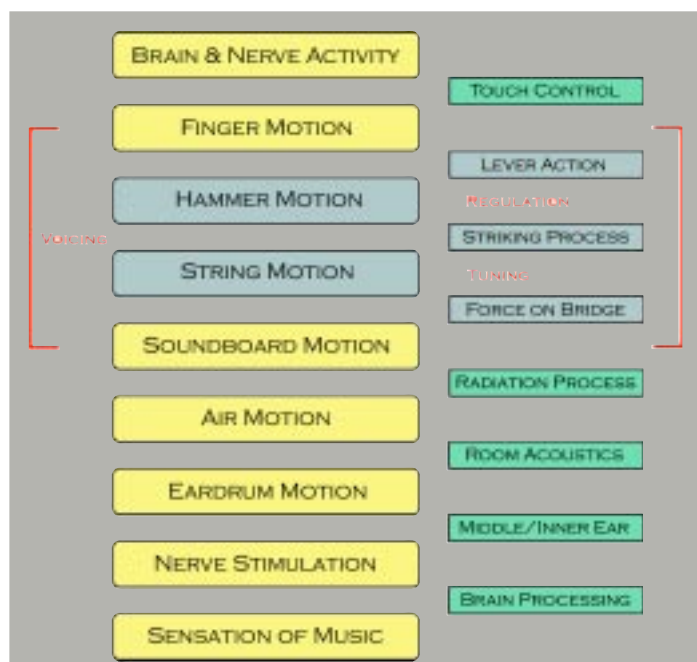 BRAIN & NERVE ACTIVITY
TOUCH CONTROL
FINGER MOTION
LEVER ACTION
HAMMER MOTION
REGULATION
VOICING
STRIKING PROCESS
STRING MOTION
TUNING
FORCE ON BRIDGE
SOUNDBOARD MOTION
RADIATION PROCESS
AIR MOTION
ROOM ACOUSTICS
EARDRUM MOTION
MIDDLE/INNER EAR
NERVE STIMULATION
BRAIN PROCESSING
SENSATION OF MUSIC